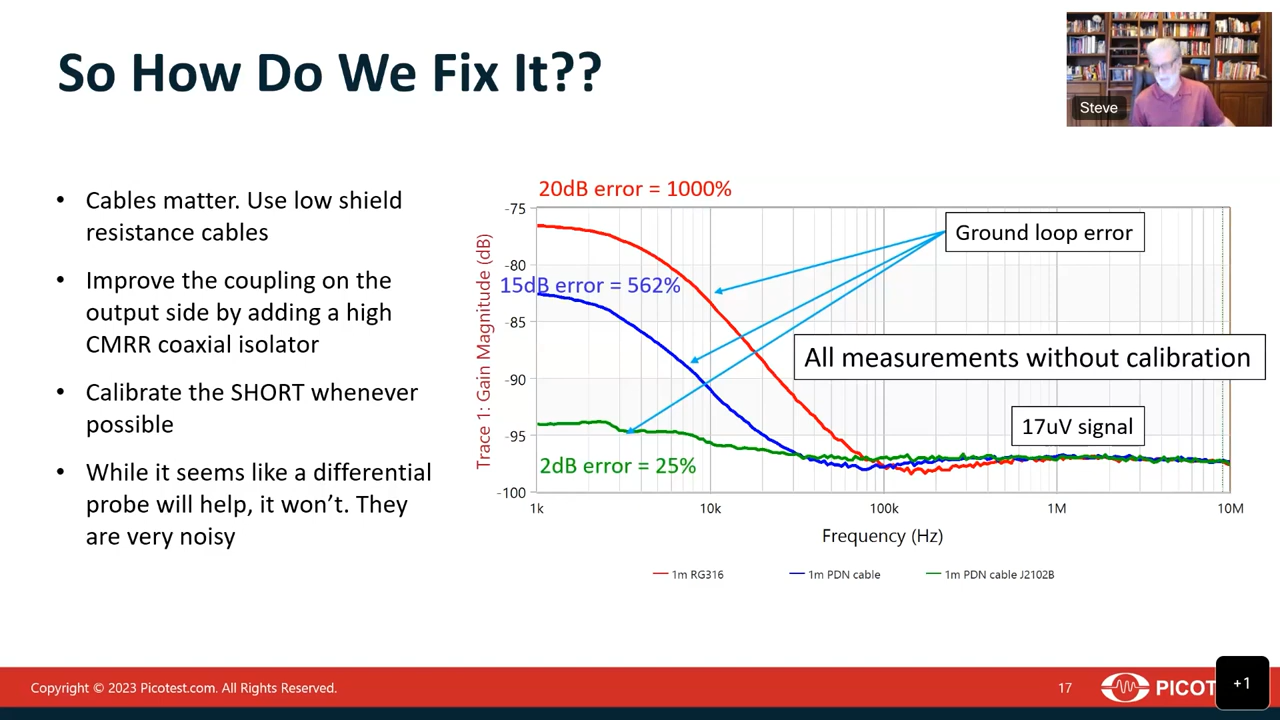 So How Do We Fix It??
Steve
• Cables matter. Use low shield
resistance cables
• Improve the coupling on the
output side by adding a high
CMRR coaxial isolator
• Calibrate the SHORT whenever
possible
• While it seems like a differential
probe will help, it won’t. They
are very noisy
20dB error = 1000%
-75
Ground loop error
-80
15dB error = 562%
-85
All measurements without calibration
-90
17uV signal
-95
2dB error = 25%
-100
Trace 1: Gain Magnitude (dB)
1k 10k 100k 1M 10M
Frequency (Hz)
1m RG316 1m PDN cable 1m PDN cable J2102B
Copyright © 2023 Picotest.com. All Rights Reserved.
17
PICOT
+1